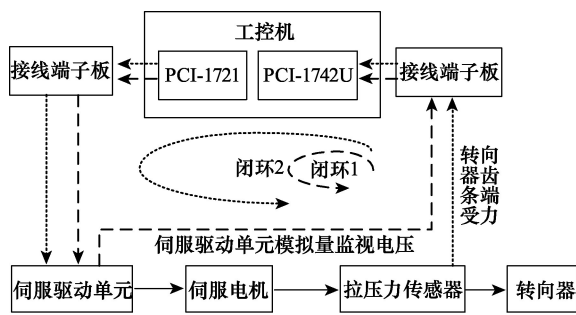 工控机
接线端子板
PCI-1721
PCI-1742U
接线端子板
闭环2
闭环1
转向
器齿
条端
受力
伺服驱动单元模拟量监视电压
伺服驱动单元
伺服电机
拉压力传感器
转向器